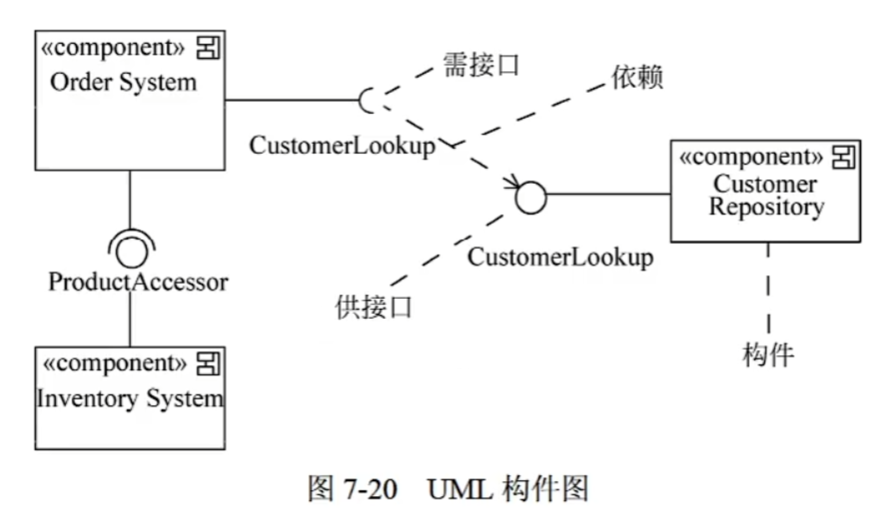 «component»
Order System
需接口
依赖
CustomerLookup
«component»
Customer
Repository
ProductAccessor
CustomerLookup
供接口
构件
«component»
Inventory System
图 7-20 UML 构件图